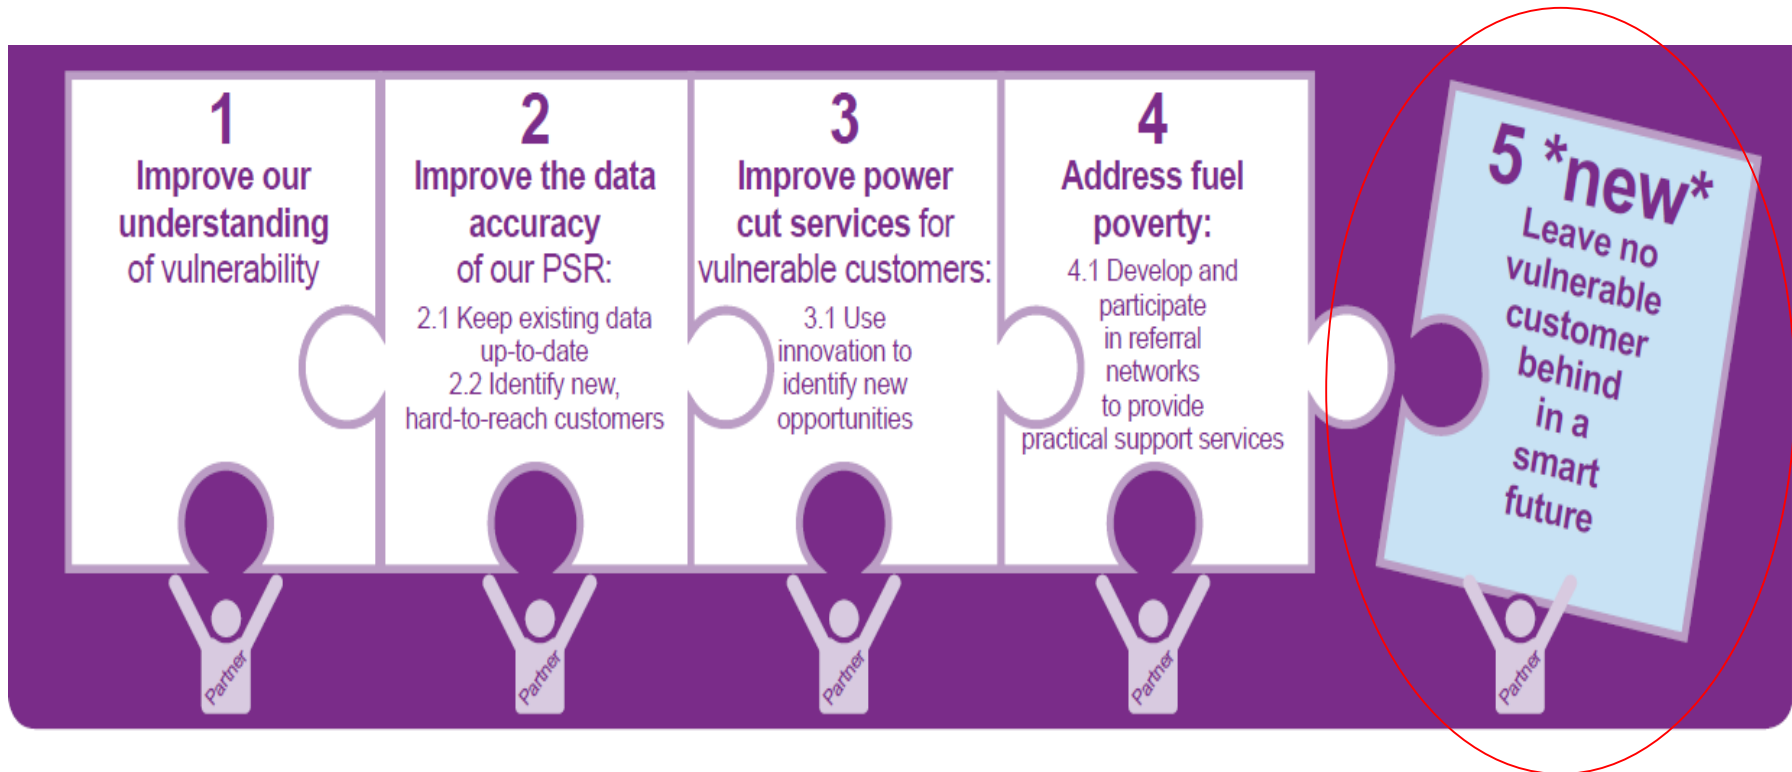 1
Improve our
understanding
of vulnerability
2
Improve the data
accuracy
of our PSR:
2.1 Keep existing data
up-to-date
2.2 Identify new,
hard-to-reach customers
3
Improve power
cut services for
vulnerable customers:
3.1 Use
innovation to
identify new
opportunities
4
Address fuel
poverty:
4.1 Develop and
participate
in referral
networks
to provide
practical support services
5 *new*
Leave no
vulnerable
customer
behind
in a
smart
future
Partner
Partner
Partner
Partner
Partner